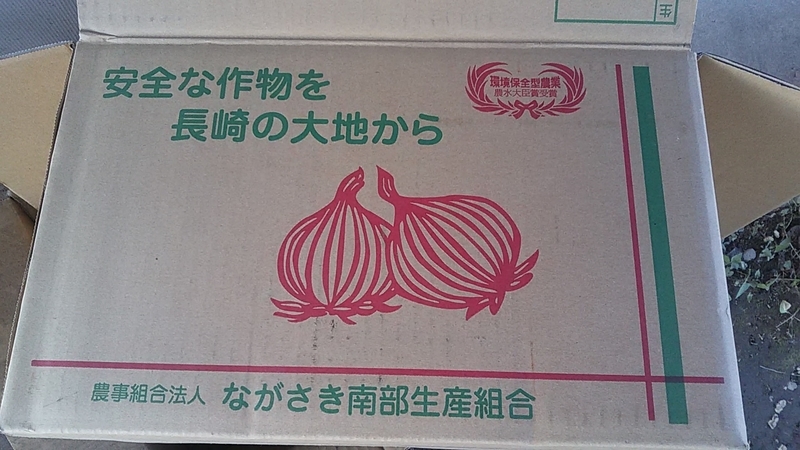 生
安全な作物を
長崎の大地から
環境保全型農業
農水大臣賞受賞
農事組合法人 ながさき南部生産組合